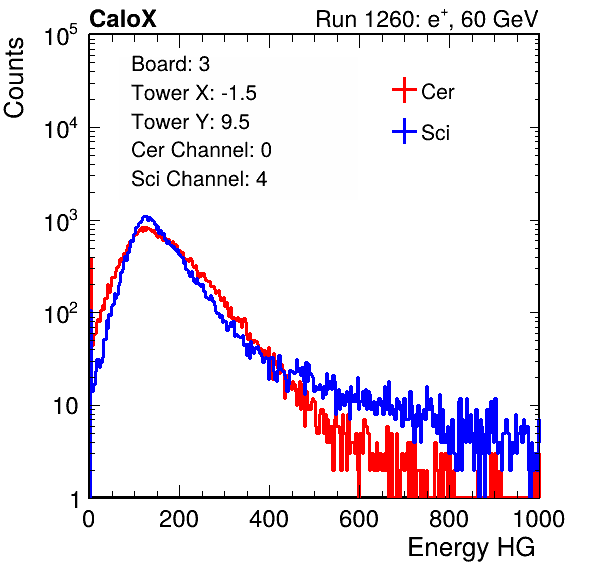 CaloX Run 1260: e⁺, 60 GeV
Counts
Board: 3
Tower X: -1.5
Tower Y: 9.5
Cer Channel: 0
Sci Channel: 4
Cer
Sci
10⁵
10⁴
10³
10²
10
1
0 200 400 600 800 1000
Energy HG